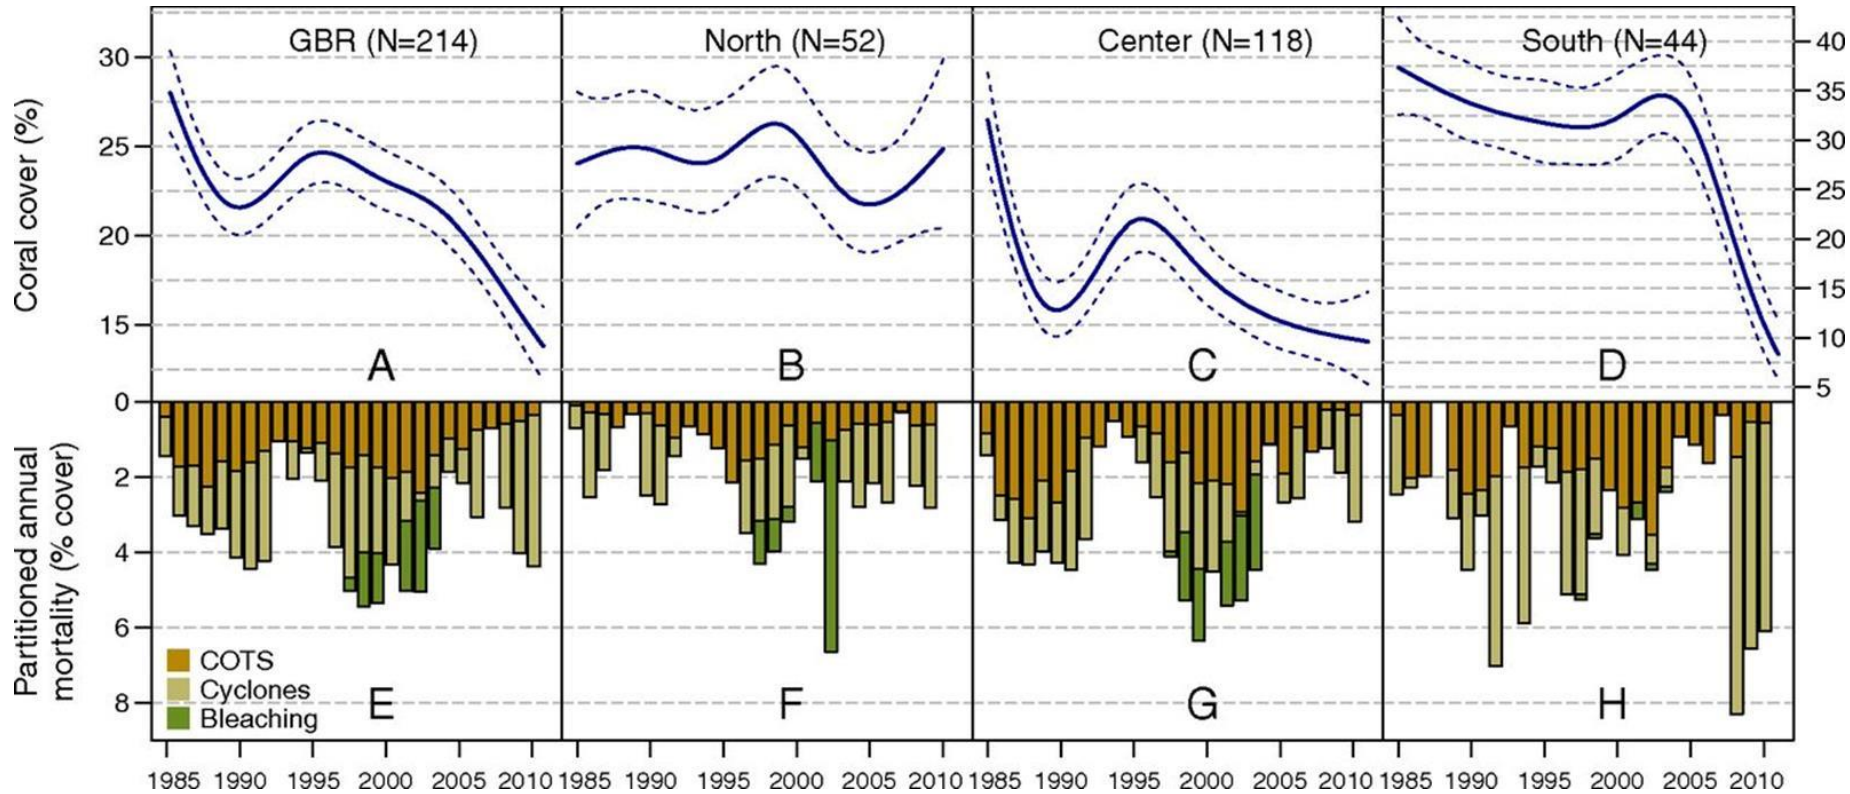 GBR (N=214)
North (N=52)
Center (N=118)
South (N=44)
Coral cover (%)
30
25
20
15
40
35
30
25
20
15
10
5
A
B
C
D
Partitioned annual
mortality (% cover)
0
2
4
6
8
COTS
Cyclones
Bleaching
E
F
G
H
1985 1990 1995 2000 2005 2010 1985 1990 1995 2000 2005 2010 1985 1990 1995 2000 2005 2010 1985 1990 1995 2000 2005 2010